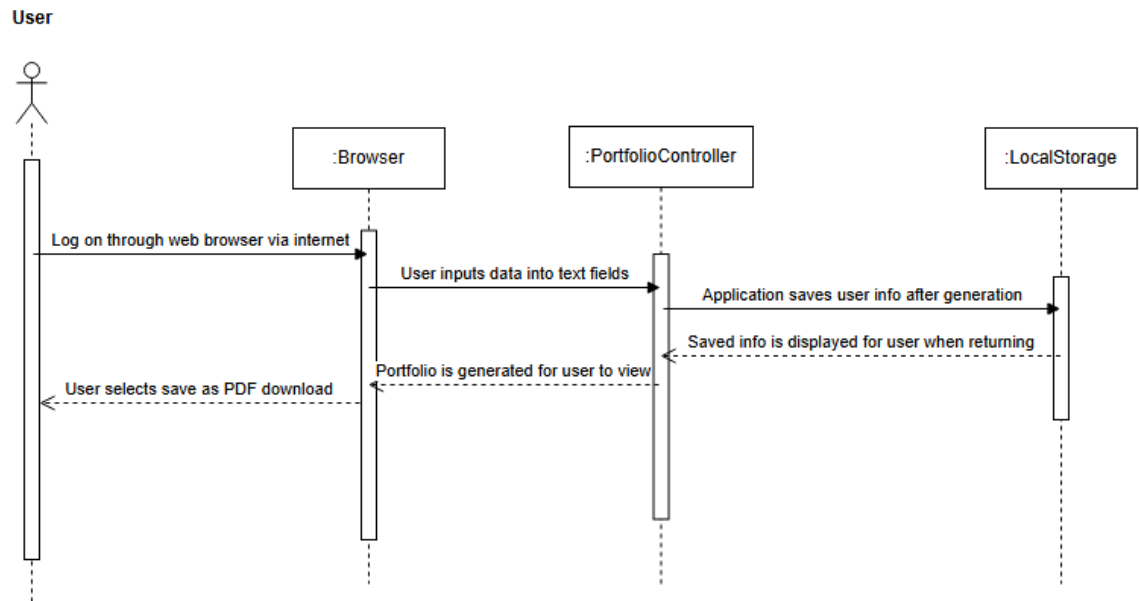 User
:Browser
:PortfolioController
:LocalStorage
Log on through web browser via internet
User inputs data into text fields
Application saves user info after generation
Saved info is displayed for user when returning
Portfolio is generated for user to view
User selects save as PDF download